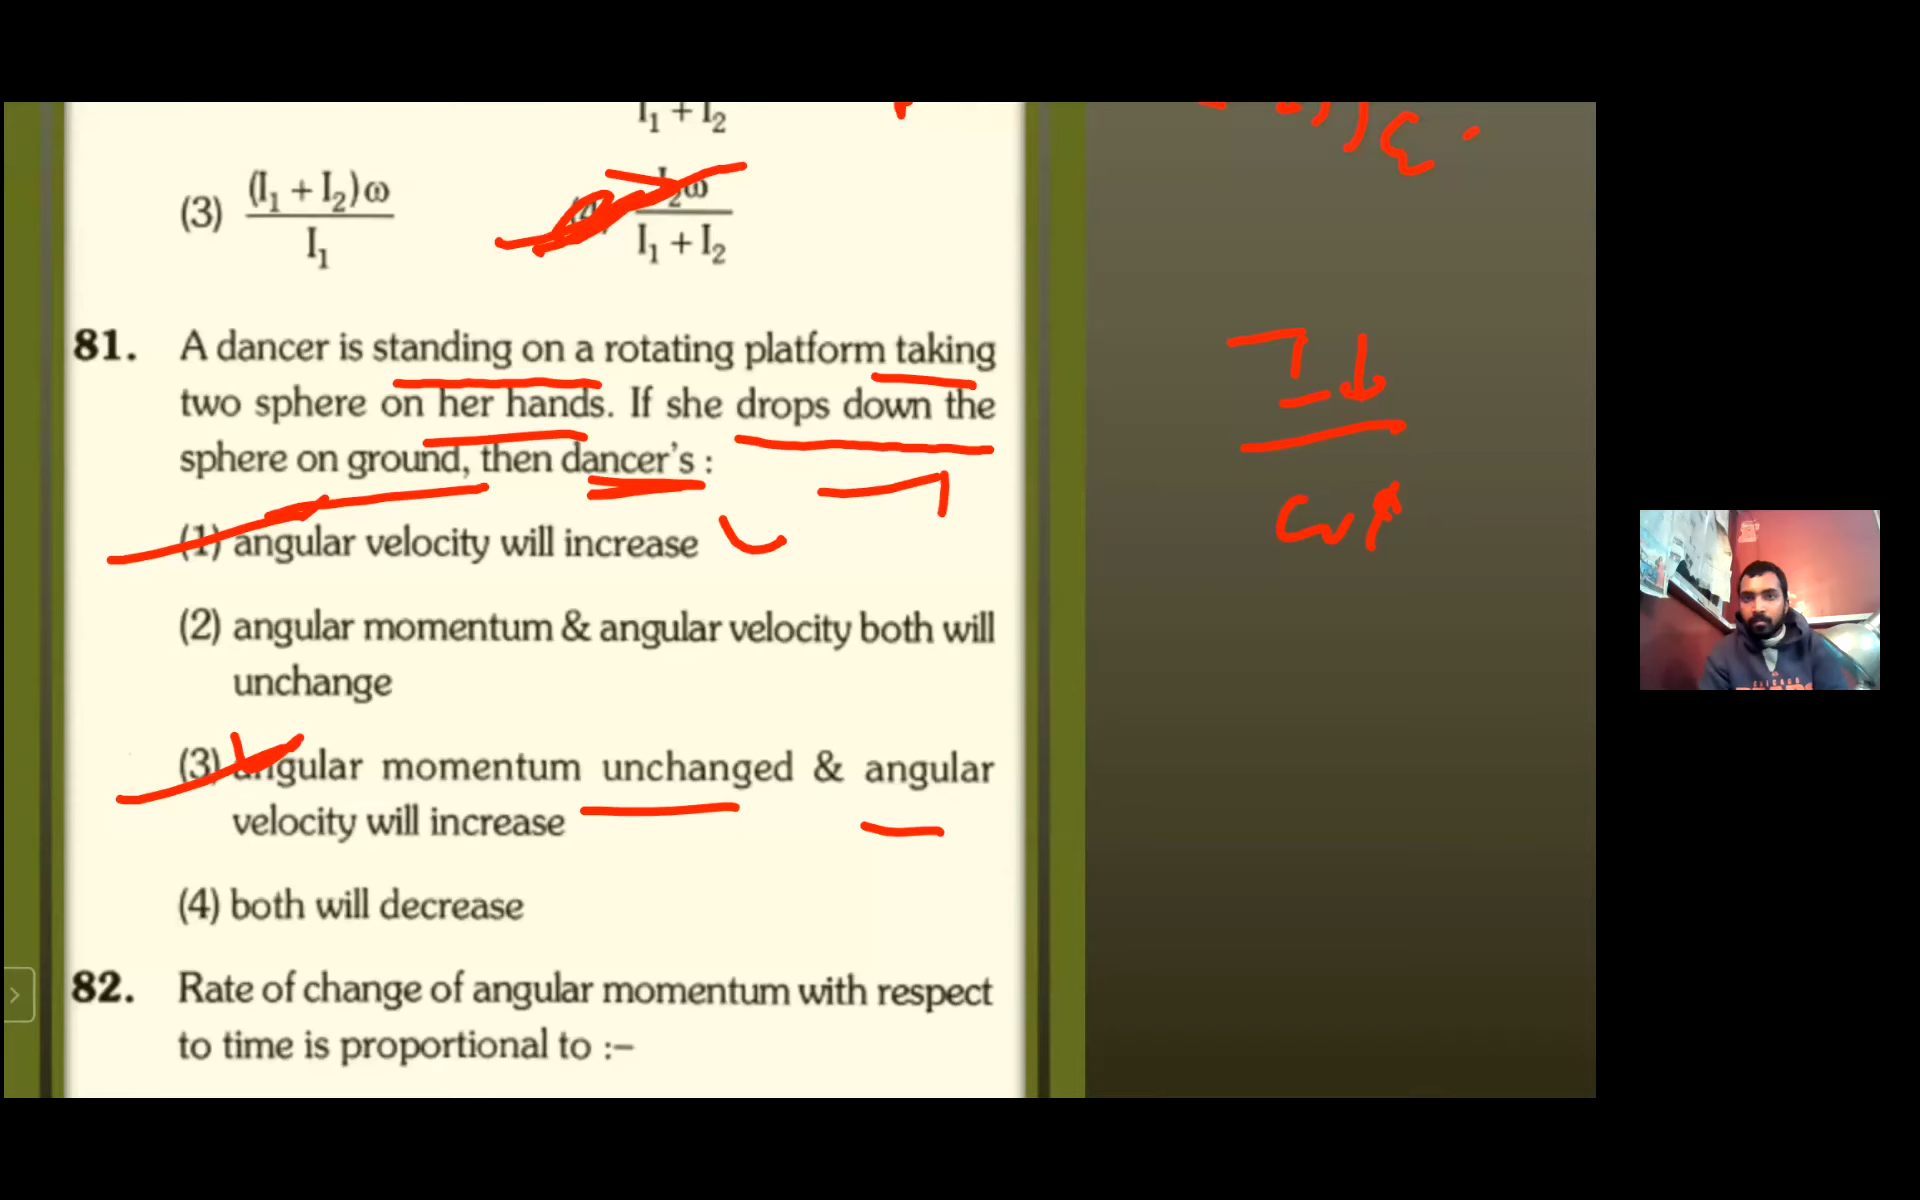 I₁ + I₂
(3) (I₁ + I₂)ω / I₁
I₂ω / I₁ + I₂
81. A dancer is standing on a rotating platform taking
two sphere on her hands. If she drops down the
sphere on ground, then dancer's :
(1) angular velocity will increase
(2) angular momentum & angular velocity both will
unchange
(3) angular momentum unchanged & angular
velocity will increase
(4) both will decrease
82. Rate of change of angular momentum with respect
to time is proportional to :–
I↓
ω↑